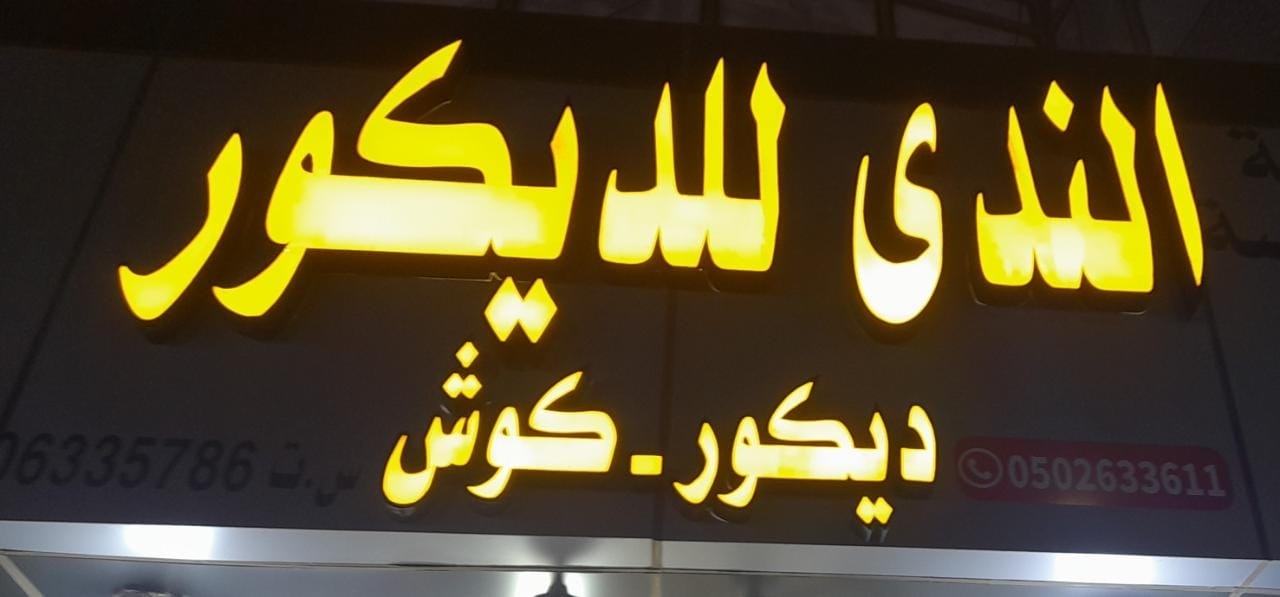 الندى للديكور
ديكور - كوش
0502633611
س.ت
06335786